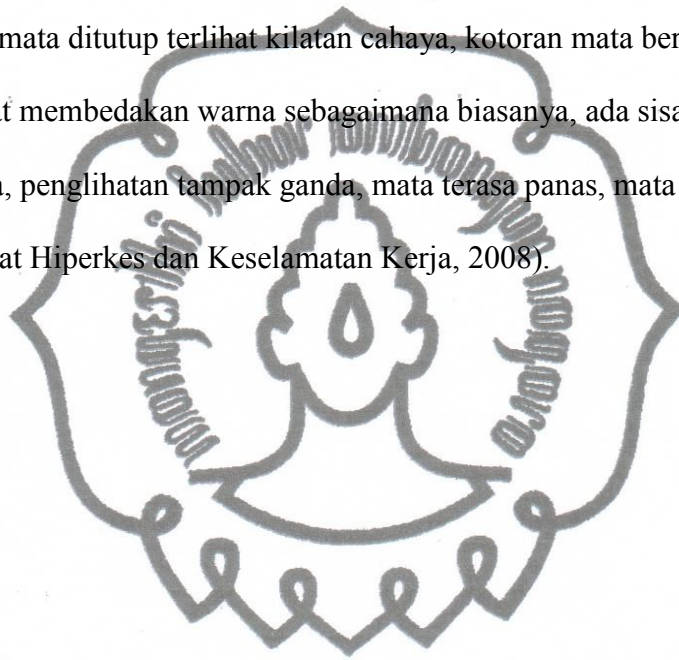 mata ditutup terlihat kilatan cahaya, kotoran mata ber
t membedakan warna sebagaimana biasanya, ada sisa
, penglihatan tampak ganda, mata terasa panas, mata
at Hiperkes dan Keselamatan Kerja, 2008).